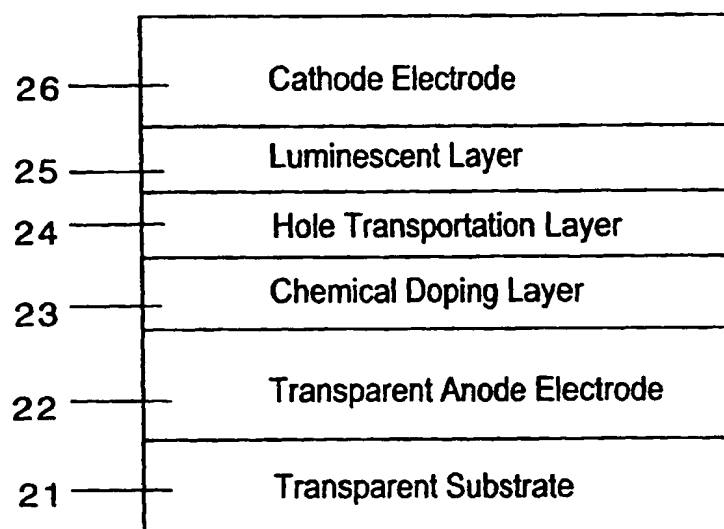 26 Cathode Electrode
25 Luminescent Layer
24 Hole Transportation Layer
23 Chemical Doping Layer
22 Transparent Anode Electrode
21 Transparent Substrate